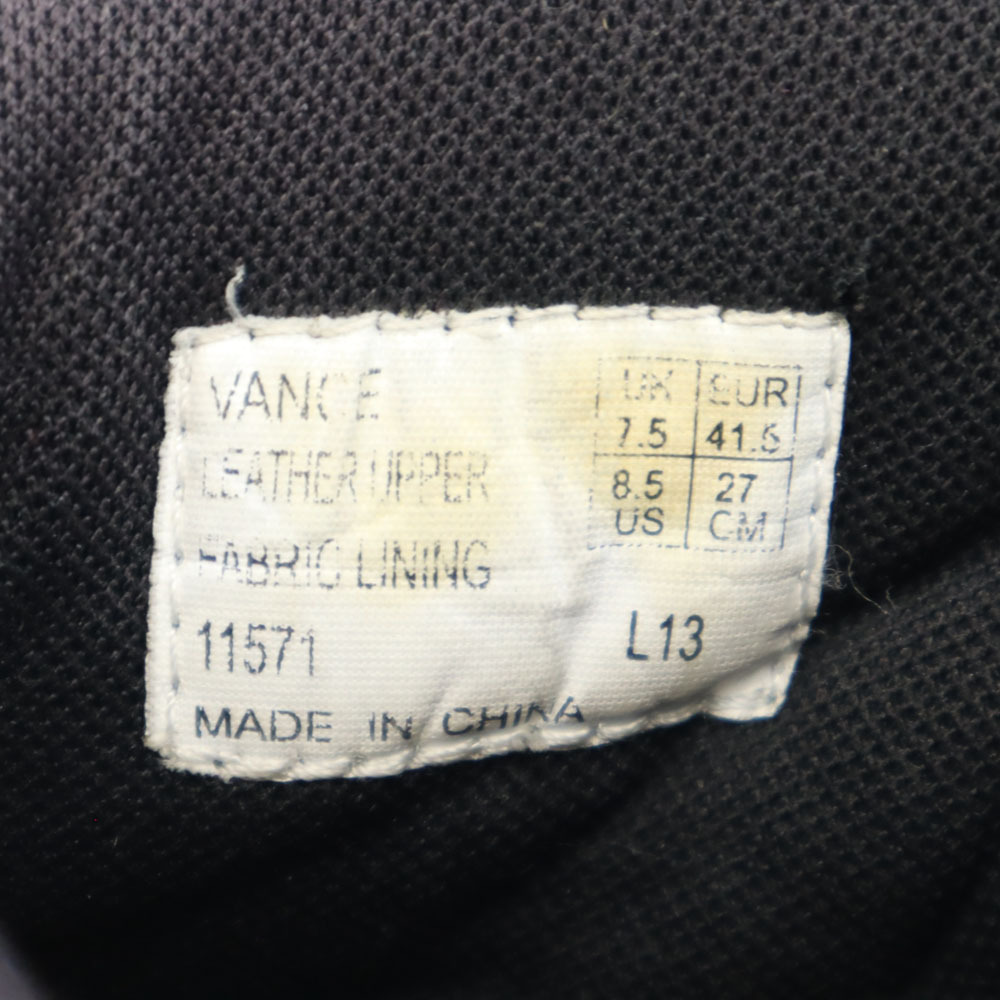 VANCE
LEATHER UPPER
FABRIC LINING
11571
MADE IN CHINA
UK EUR
7.5 41.5
8.5 27
US CM
L13